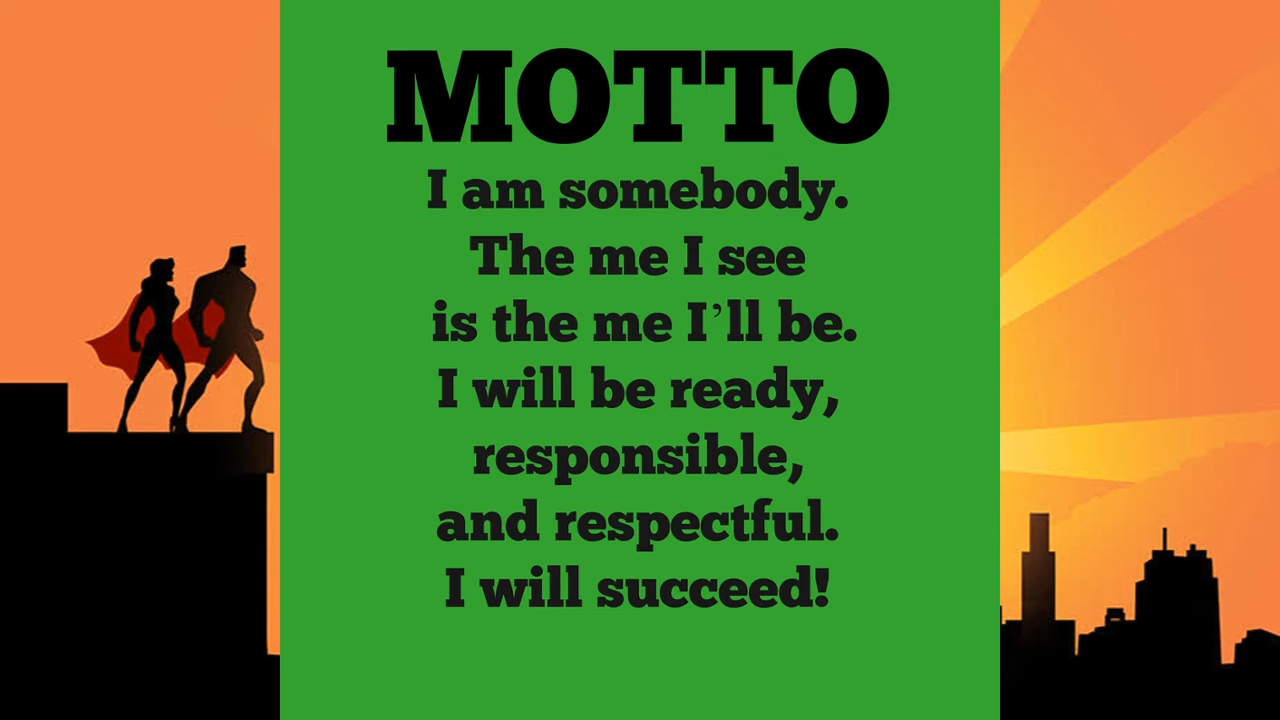 MOTTO
I am somebody.
The me I see
is the me I’ll be.
I will be ready,
responsible,
and respectful.
I will succeed!